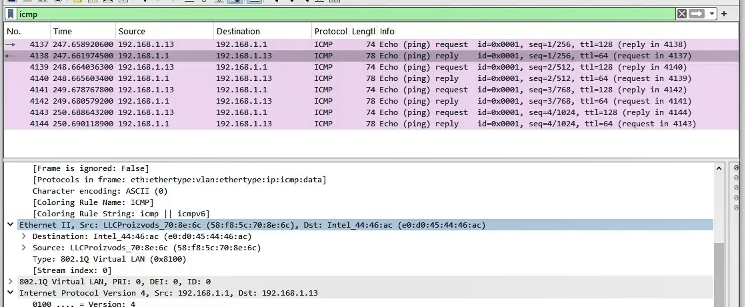 icmp
No. Time Source Destination Protocol Lengtl Info
4137 247.658920600 192.168.1.13 192.168.1.1 ICMP 74 Echo (ping) request id=0x0001, seq=1/256, ttl=128 (reply in 4138)
4138 247.661974500 192.168.1.1 192.168.1.13 ICMP 78 Echo (ping) reply id=0x0001, seq=1/256, ttl=64 (request in 4137)
4139 248.664036300 192.168.1.13 192.168.1.1 ICMP 74 Echo (ping) request id=0x0001, seq=2/512, ttl=128 (reply in 4140)
4140 248.665603400 192.168.1.1 192.168.1.13 ICMP 78 Echo (ping) reply id=0x0001, seq=2/512, ttl=64 (request in 4139)
4141 249.678767800 192.168.1.13 192.168.1.1 ICMP 74 Echo (ping) request id=0x0001, seq=3/768, ttl=128 (reply in 4142)
4142 249.680579200 192.168.1.1 192.168.1.13 ICMP 78 Echo (ping) reply id=0x0001, seq=3/768, ttl=64 (request in 4141)
4143 250.688643200 192.168.1.13 192.168.1.1 ICMP 74 Echo (ping) request id=0x0001, seq=4/1024, ttl=128 (reply in 4144)
4144 250.690118900 192.168.1.1 192.168.1.13 ICMP 78 Echo (ping) reply id=0x0001, seq=4/1024, ttl=64 (request in 4143)
[Frame is ignored: False]
[Protocols in frame: eth:ethertype:vlan:ethertype:ip:icmp:data]
Character encoding: ASCII (0)
[Coloring Rule Name: ICMP]
[Coloring Rule String: icmp || icmpv6]
Ethernet II, Src: LLCProizvods_70:8e:6c (58:f8:5c:70:8e:6c), Dst: Intel_44:46:ac (e0:d0:45:44:46:ac)
Destination: Intel_44:46:ac (e0:d0:45:44:46:ac)
Source: LLCProizvods_70:8e:6c (58:f8:5c:70:8e:6c)
Type: 802.1Q Virtual LAN (0x8100)
[Stream index: 0]
802.1Q Virtual LAN, PRI: 0, DEI: 0, ID: 0
Internet Protocol Version 4, Src: 192.168.1.1, Dst: 192.168.1.13
0100 .... = Version: 4